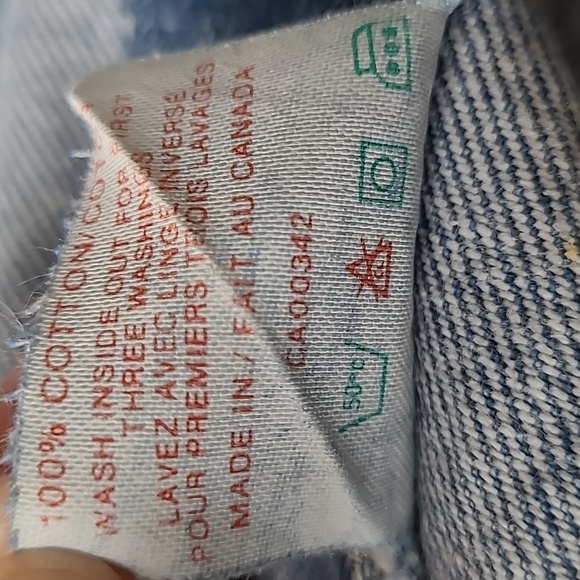 100% COTTON/COT
WASH INSIDE OUT FOR FIRST
THREE WASHINGS
LAVEZ AVEC LINGE INVERSÉ
POUR PREMIERS TROIS LAVAGES
MADE IN / FAIT AU CANADA
CA00342
50°C